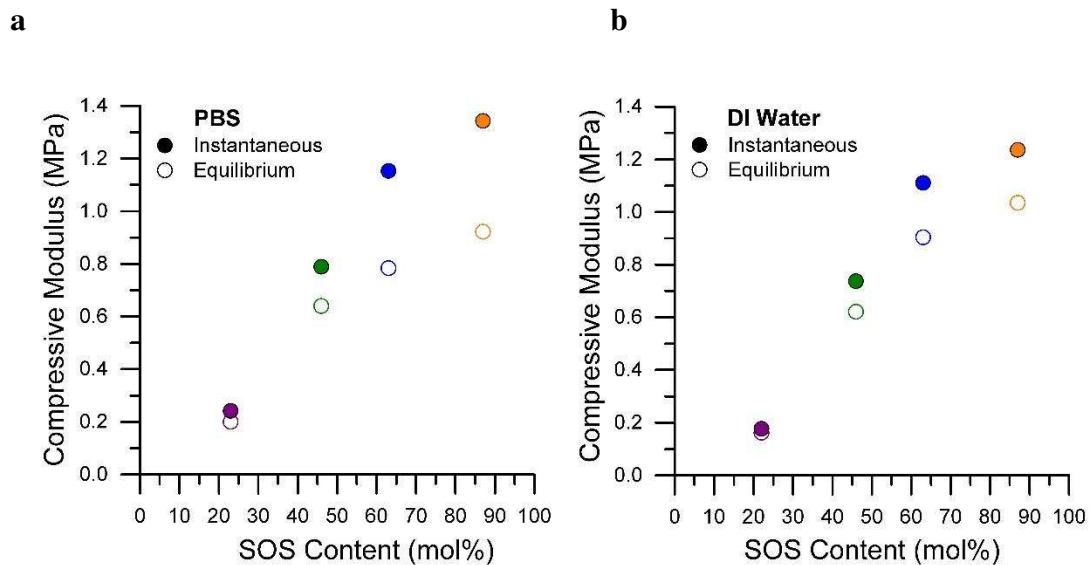 a
b
Compressive Modulus (MPa)
1.4
1.2
1.0
0.8
0.6
0.4
0.2
0.0
PBS
Instantaneous
Equilibrium
0 10 20 30 40 50 60 70 80 90 100
SOS Content (mol%)
Compressive Modulus (MPa)
1.4
1.2
1.0
0.8
0.6
0.4
0.2
0.0
DI Water
Instantaneous
Equilibrium
0 10 20 30 40 50 60 70 80 90 100
SOS Content (mol%)